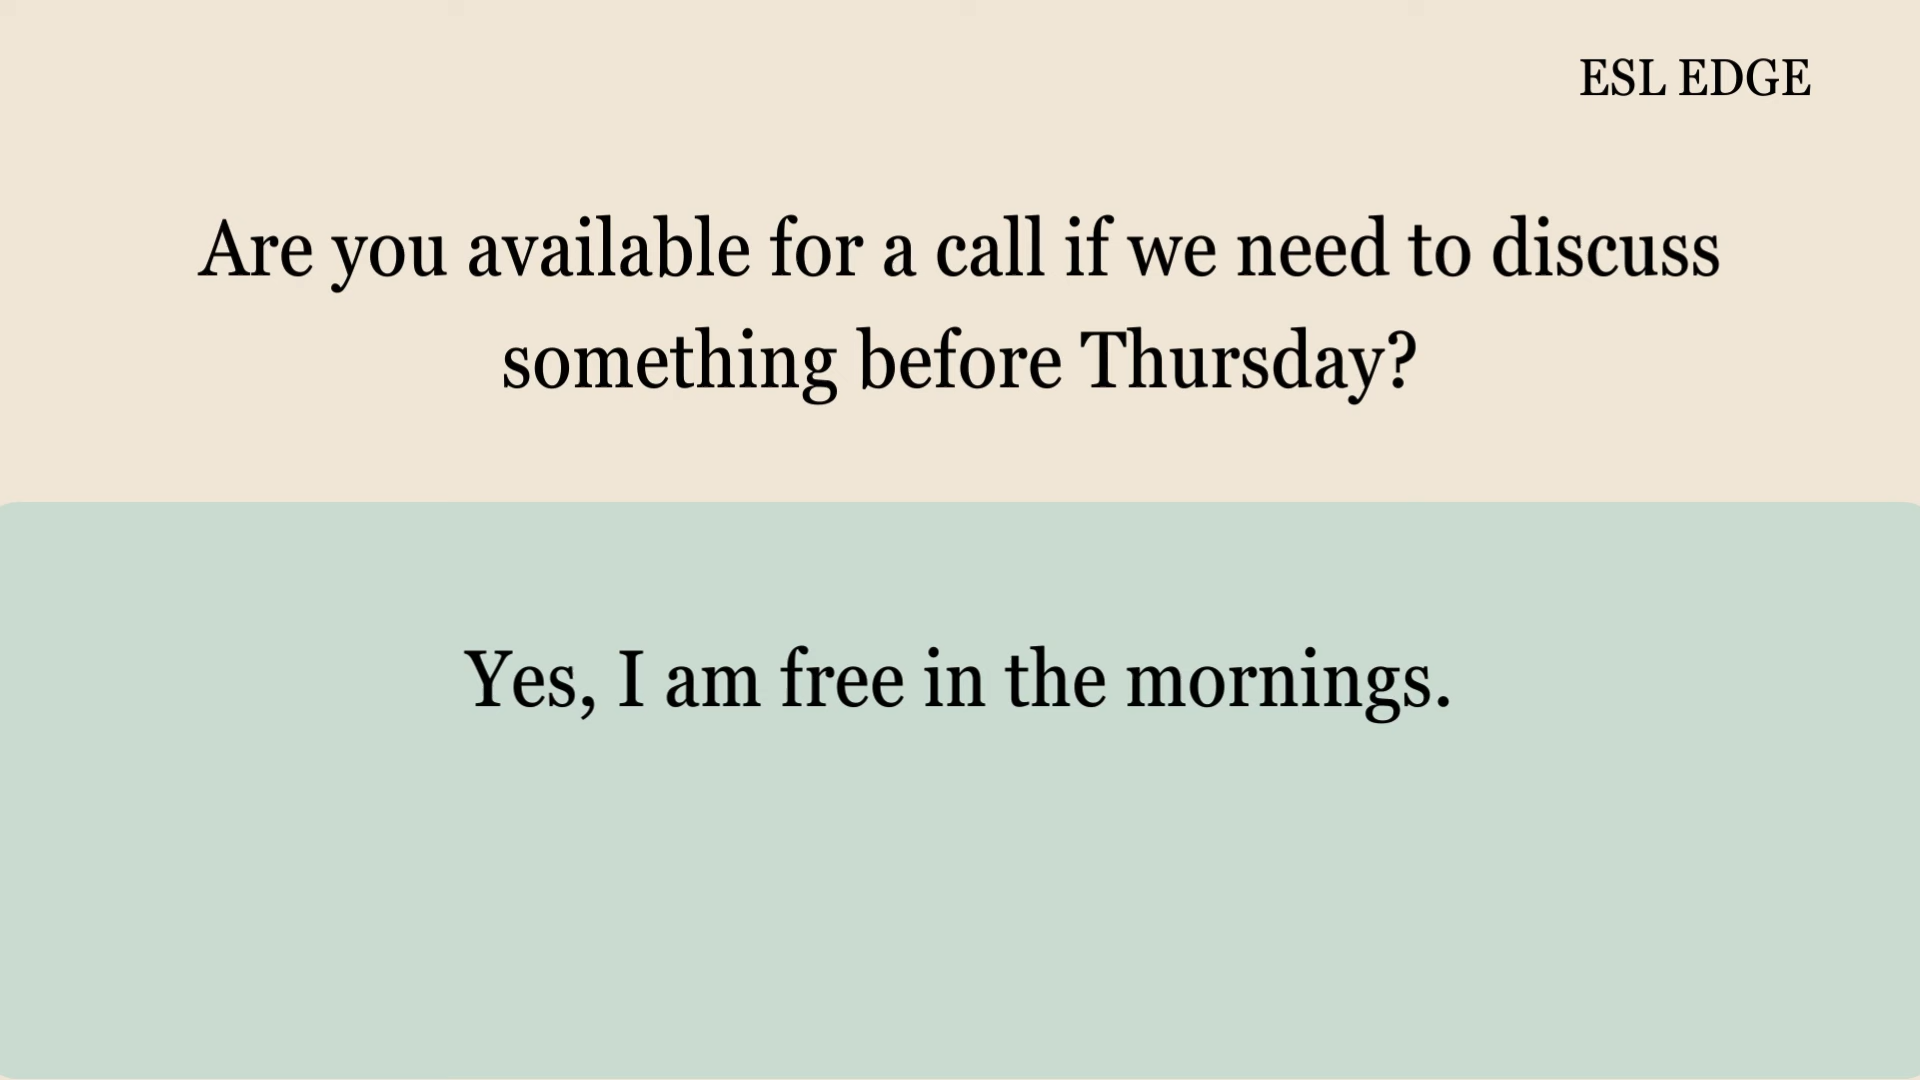 ESL EDGE
Are you available for a call if we need to discuss
something before Thursday?
Yes, I am free in the mornings.